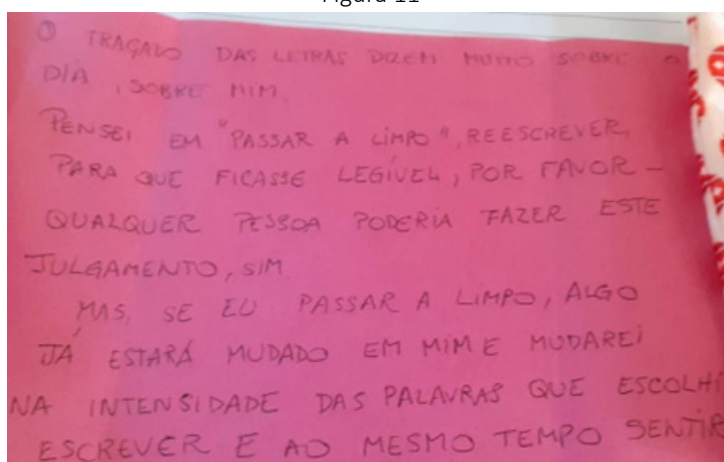 O TRAÇADO DAS LETRAS DIZEM MUITO SOBRE O
DIA, SOBRE MIM.
PENSEI EM "PASSAR A LIMPO", REESCREVER,
PARA QUE FICASSE LEGÍVEL, POR FAVOR –
QUALQUER PESSOA PODERIA FAZER ESTE
JULGAMENTO, SIM.
MAS, SE EU PASSAR A LIMPO, ALGO
JÁ ESTARÁ MUDADO EM MIM E MUDAREI
NA INTENSIDADE DAS PALAVRAS QUE ESCOLHI
ESCREVER E AO MESMO TEMPO SENTIR